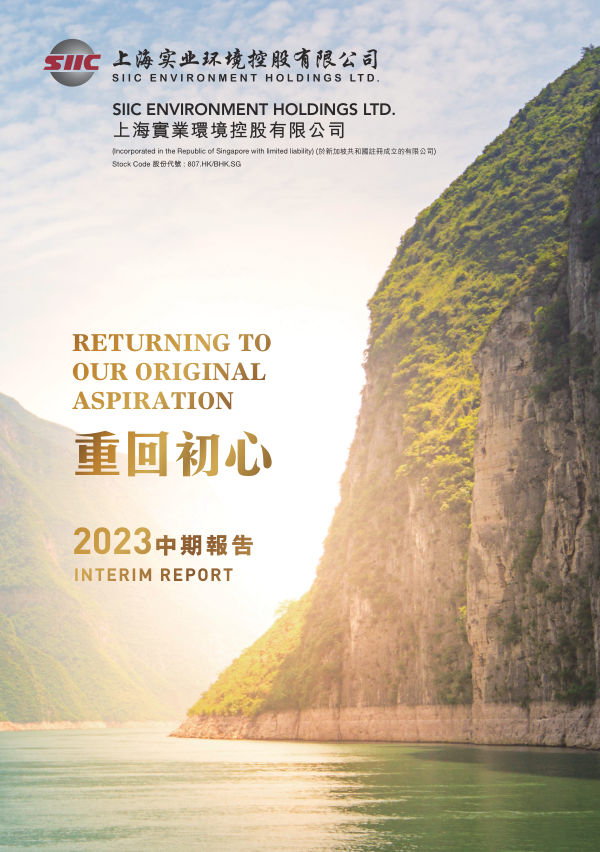 SIIC 上海实业环境控股有限公司
SIIC ENVIRONMENT HOLDINGS LTD.
SIIC ENVIRONMENT HOLDINGS LTD.
上海實業環境控股有限公司
(Incorporated in the Republic of Singapore with limited liability) (於新加坡共和國註冊成立的有限公司)
Stock Code 股份代號 : 807.HK/BHK.SG
RETURNING TO
OUR ORIGINAL
ASPIRATION
重回初心
2023中期報告
INTERIM REPORT